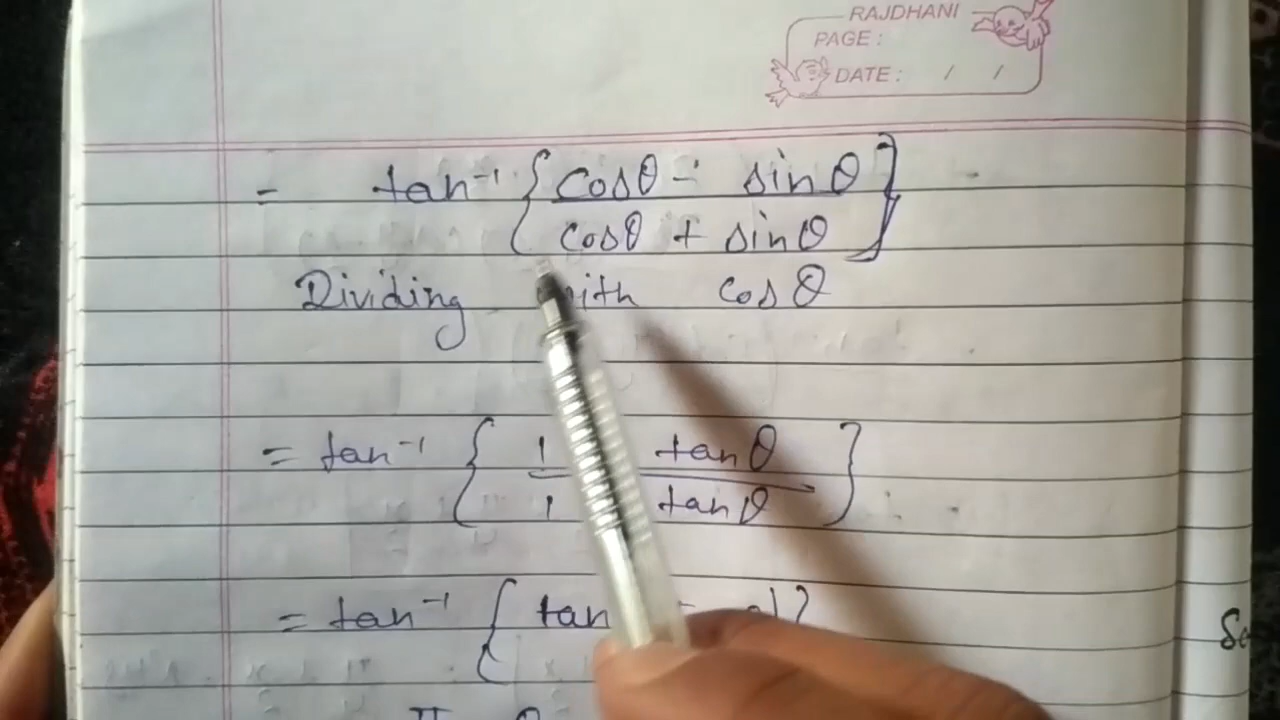 RAJDHANI
PAGE :
DATE : / /
= tan⁻¹ { cosθ - sinθ }
cosθ + sinθ
Dividing with cosθ
= tan⁻¹ { 1 tanθ }
1 tanθ
= tan⁻¹ { tan